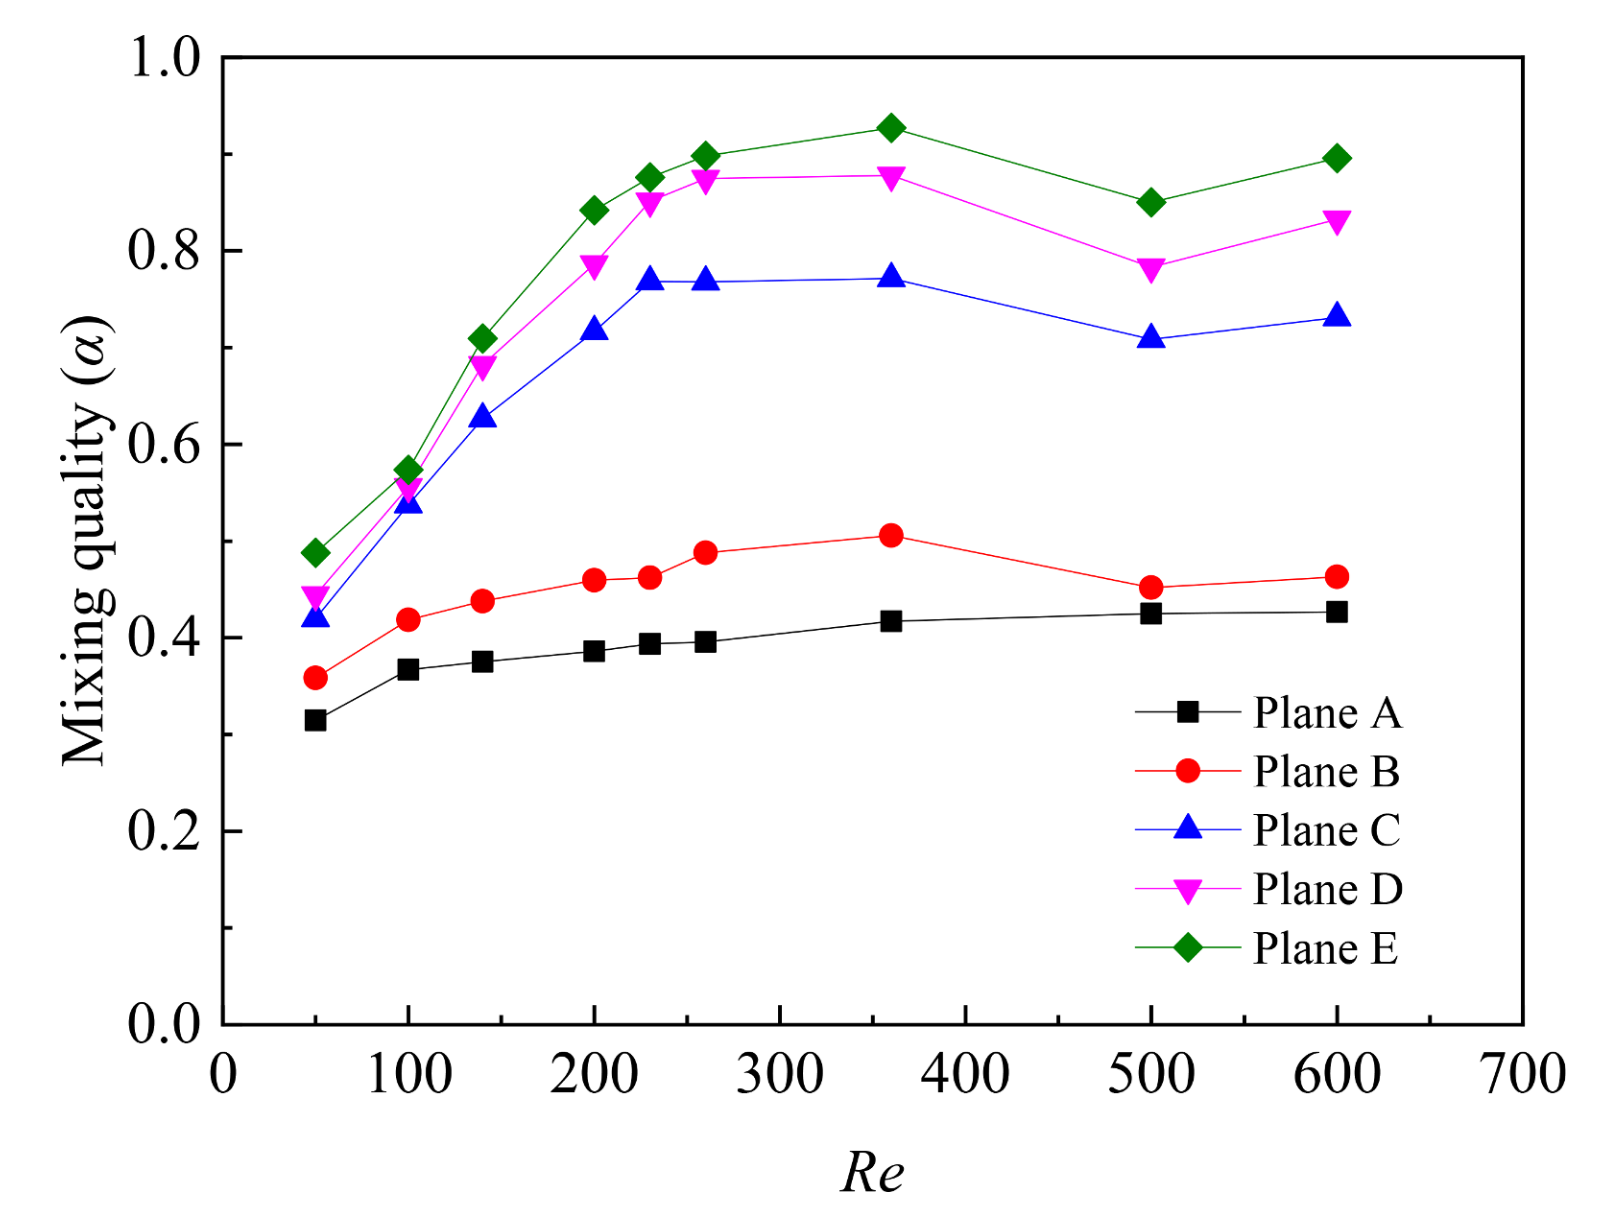 Mixing quality (α)
1.0
0.8
0.6
0.4
0.2
0.0
0 100 200 300 400 500 600 700
Re
Plane A
Plane B
Plane C
Plane D
Plane E